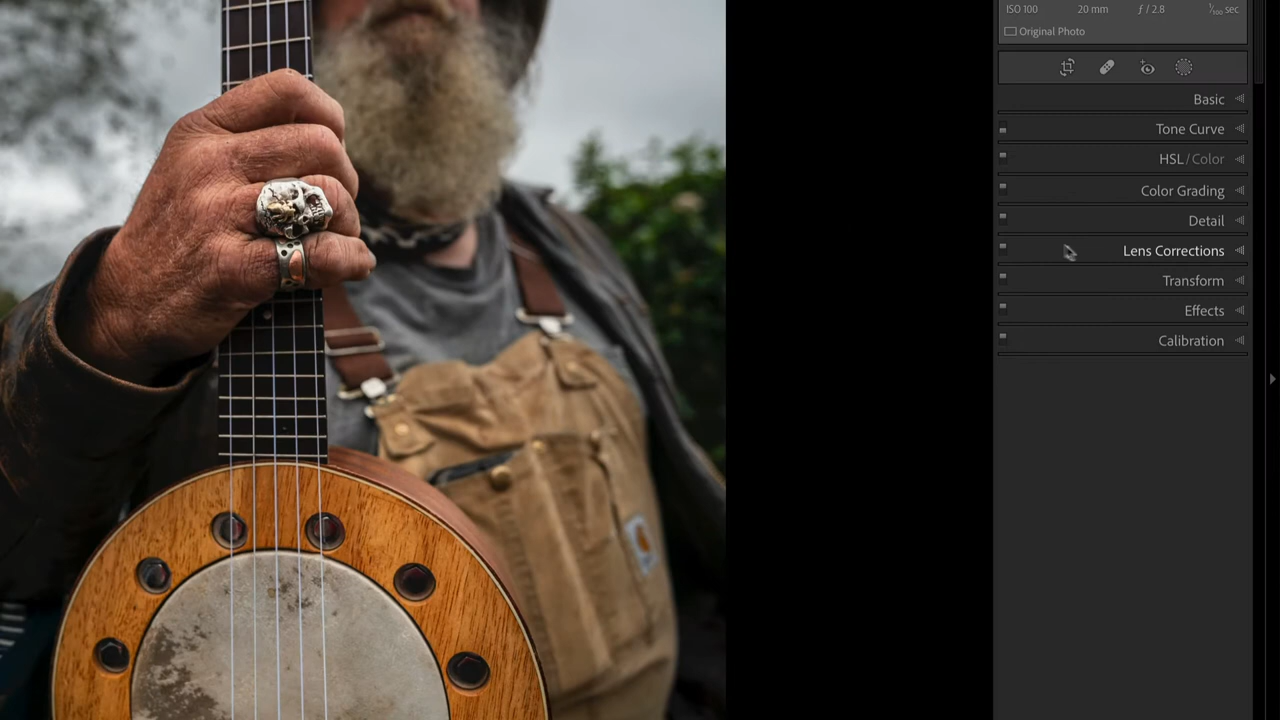 ISO 100 20 mm ƒ / 2.8 1/100 sec
Original Photo
Basic
Tone Curve
HSL / Color
Color Grading
Detail
Lens Corrections
Transform
Effects
Calibration